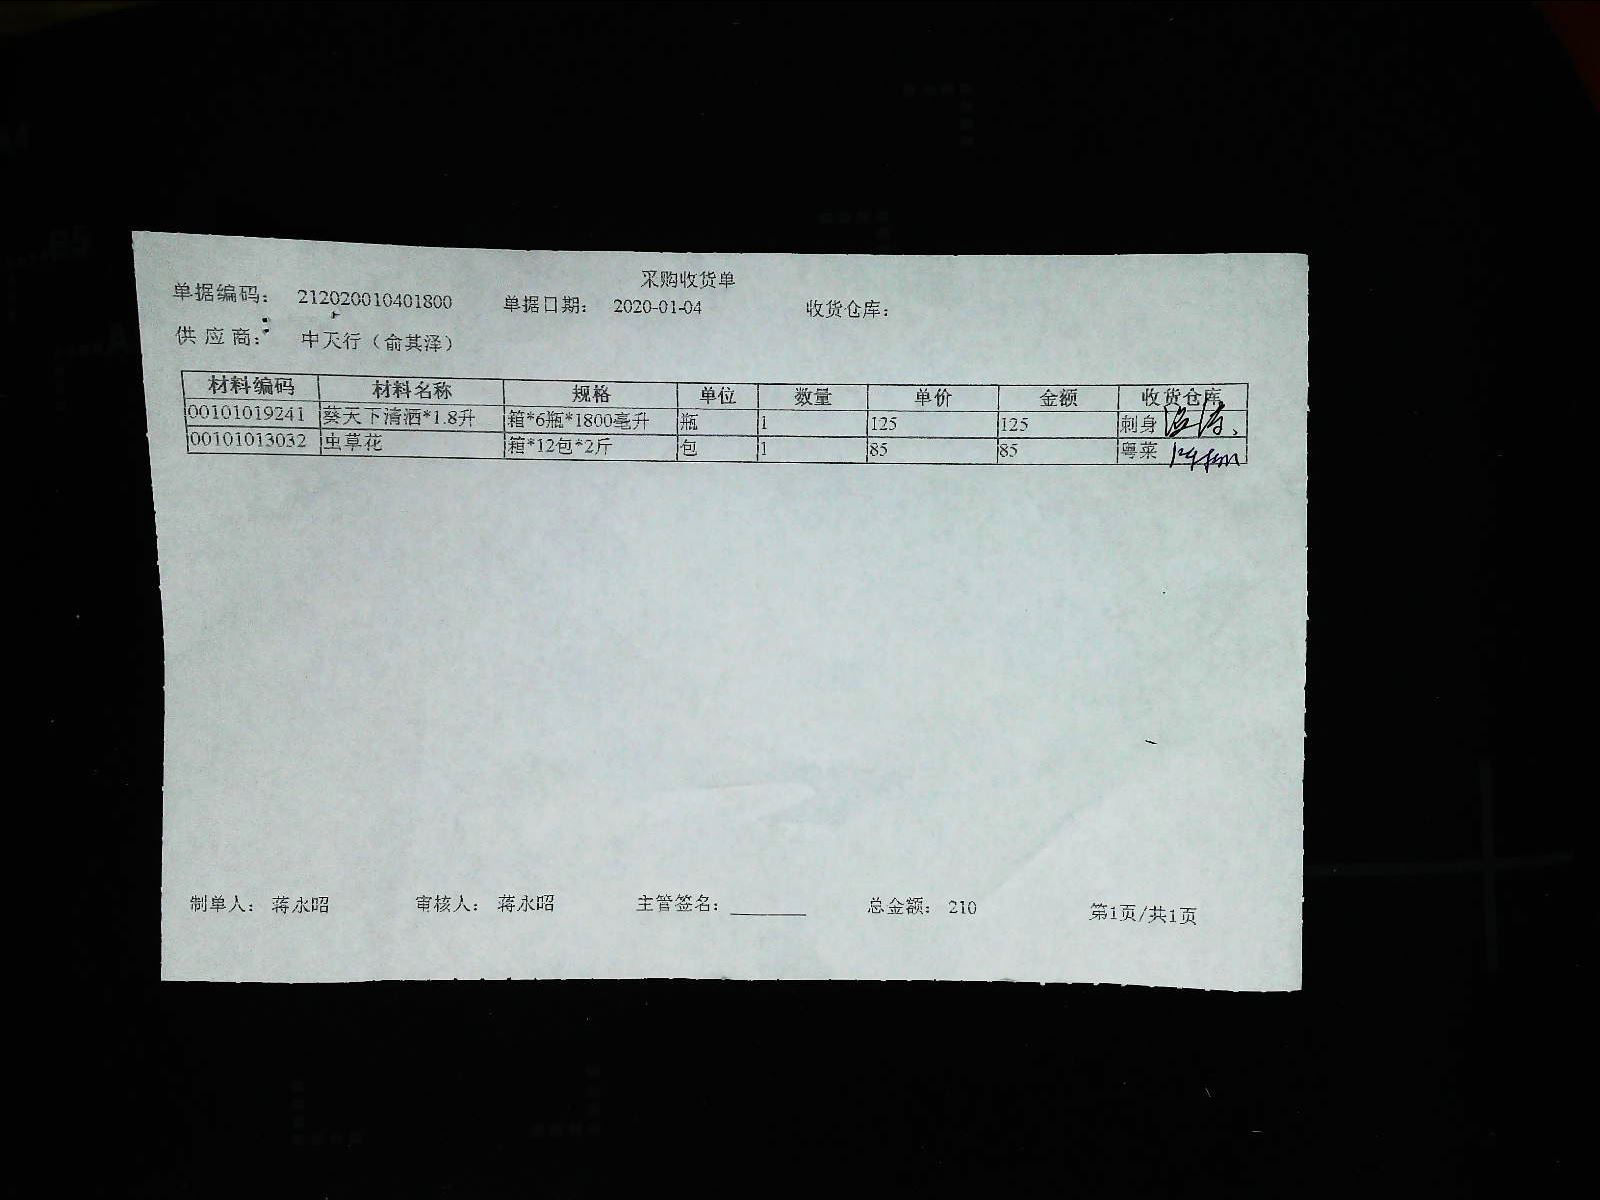 采购收货单
单据编码： 212020010401800 单据日期： 2020-01-04 收货仓库：
供 应 商： 中天行（俞其泽）
材料编码 材料名称 规格 单位 数量 单价 金额 收货仓库
00101019241 葵天下清酒*1.8升 箱*6瓶*1800毫升 瓶 1 125 125 刺身
00101013032 虫草花 箱*12包*2斤 包 1 85 85 粤菜
制单人： 蒋永昭 审核人： 蒋永昭 主管签名： 总金额： 210 第1页/共1页